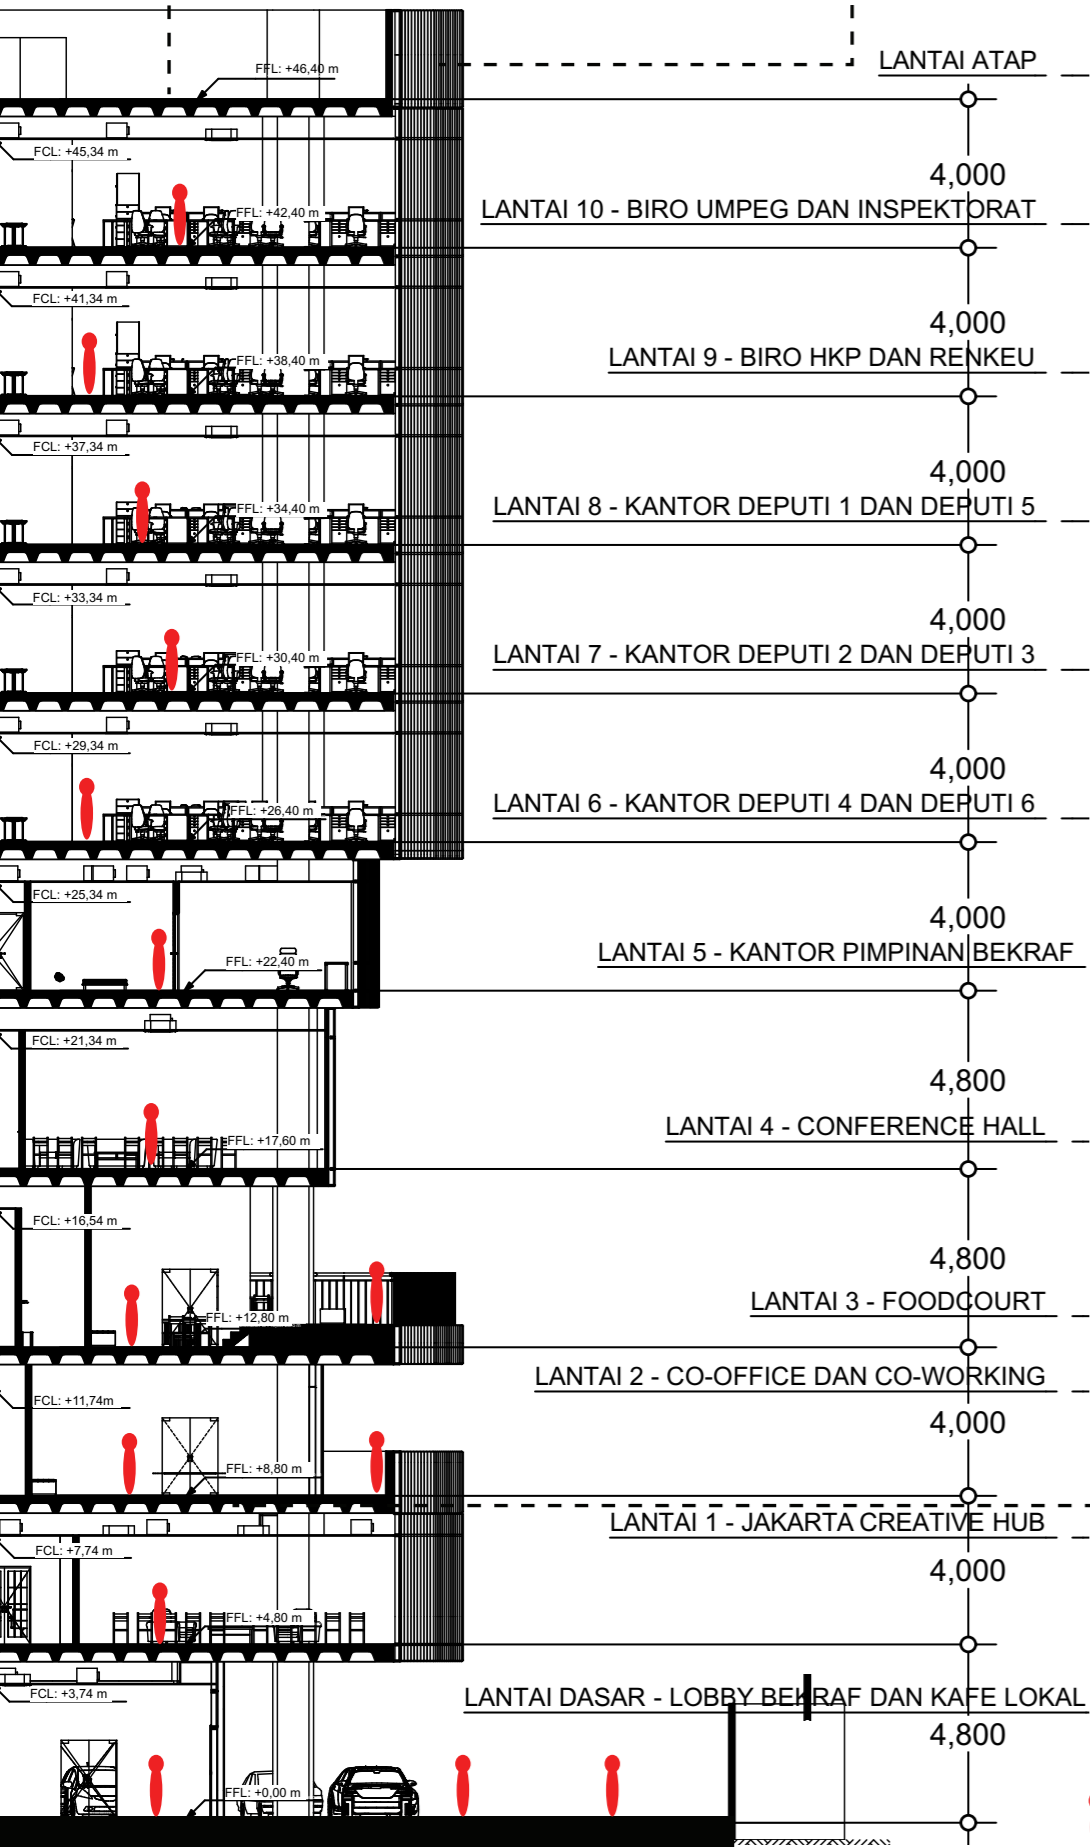 LANTAI ATAP
FFL: +46,40 m
FCL: +45,34 m
4,000
LANTAI 10 - BIRO UMPEG DAN INSPEKTORAT
FFL: +42,40 m
FCL: +41,34 m
4,000
LANTAI 9 - BIRO HKP DAN RENKEU
FFL: +38,40 m
FCL: +37,34 m
4,000
LANTAI 8 - KANTOR DEPUTI 1 DAN DEPUTI 5
FFL: +34,40 m
FCL: +33,34 m
4,000
LANTAI 7 - KANTOR DEPUTI 2 DAN DEPUTI 3
FFL: +30,40 m
FCL: +29,34 m
4,000
LANTAI 6 - KANTOR DEPUTI 4 DAN DEPUTI 6
FFL: +26,40 m
FCL: +25,34 m
4,000
LANTAI 5 - KANTOR PIMPINAN BEKRAF
FFL: +22,40 m
FCL: +21,34 m
4,800
LANTAI 4 - CONFERENCE HALL
FFL: +17,60 m
FCL: +16,54 m
4,800
LANTAI 3 - FOODCOURT
FFL: +12,80 m
LANTAI 2 - CO-OFFICE DAN CO-WORKING
FCL: +11,74m
4,000
FFL: +8,80 m
LANTAI 1 - JAKARTA CREATIVE HUB
FCL: +7,74 m
4,000
FFL: +4,80 m
FCL: +3,74 m
LANTAI DASAR - LOBBY BEKRAF DAN KAFE LOKAL
4,800
FFL: +0,00 m